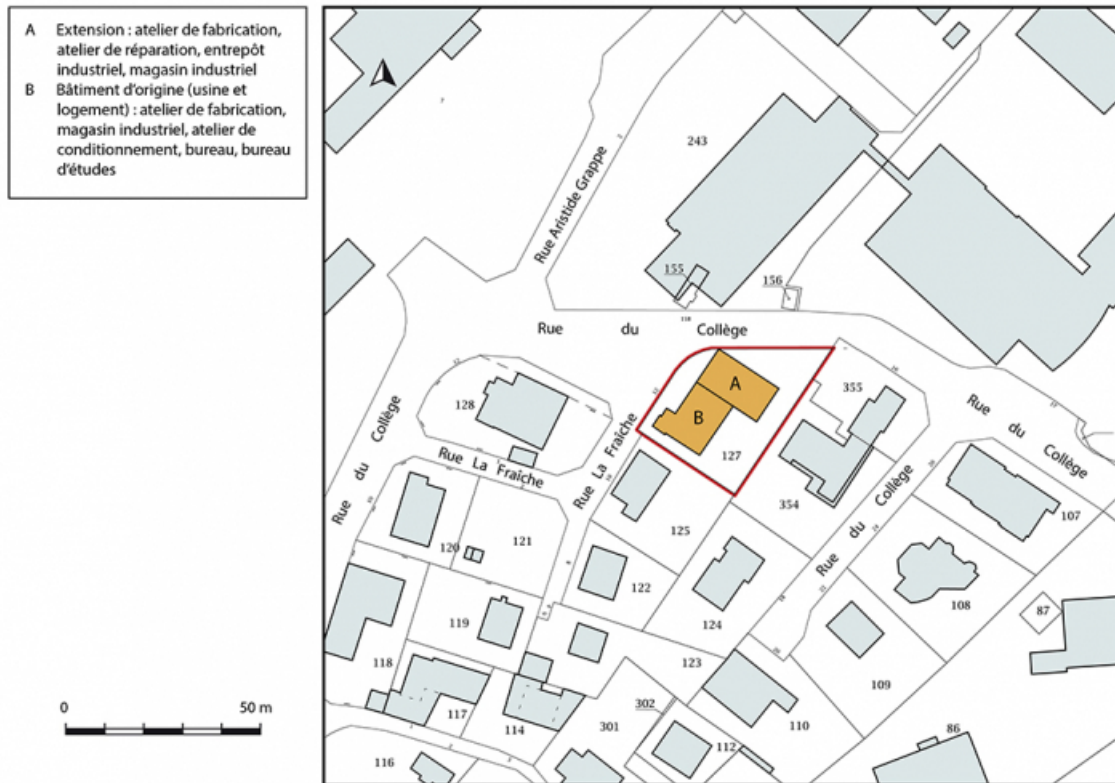 A Extension : atelier de fabrication,
atelier de réparation, entrepôt
industriel, magasin industriel
B Bâtiment d'origine (usine et
logement) : atelier de fabrication,
magasin industriel, atelier de
conditionnement, bureau, bureau
d'études
243
Rue Aristide Grappe
155
156
Rue du Collège
A
B
127
355
354
128
Rue La Fraîche
Rue La Fraîche
Rue du Collège
Rue du Collège
Rue du Collège
107
125
120
121
122
124
108
87
119
123
109
118
302
117
114
301
110
112
86
116
0 50 m